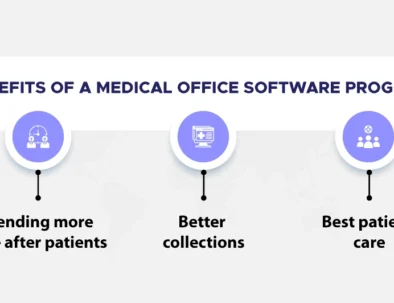 EFITS OF A MEDICAL OFFICE SOFTWARE PROG
ending more
after patients
Better
collections
Best patie
care